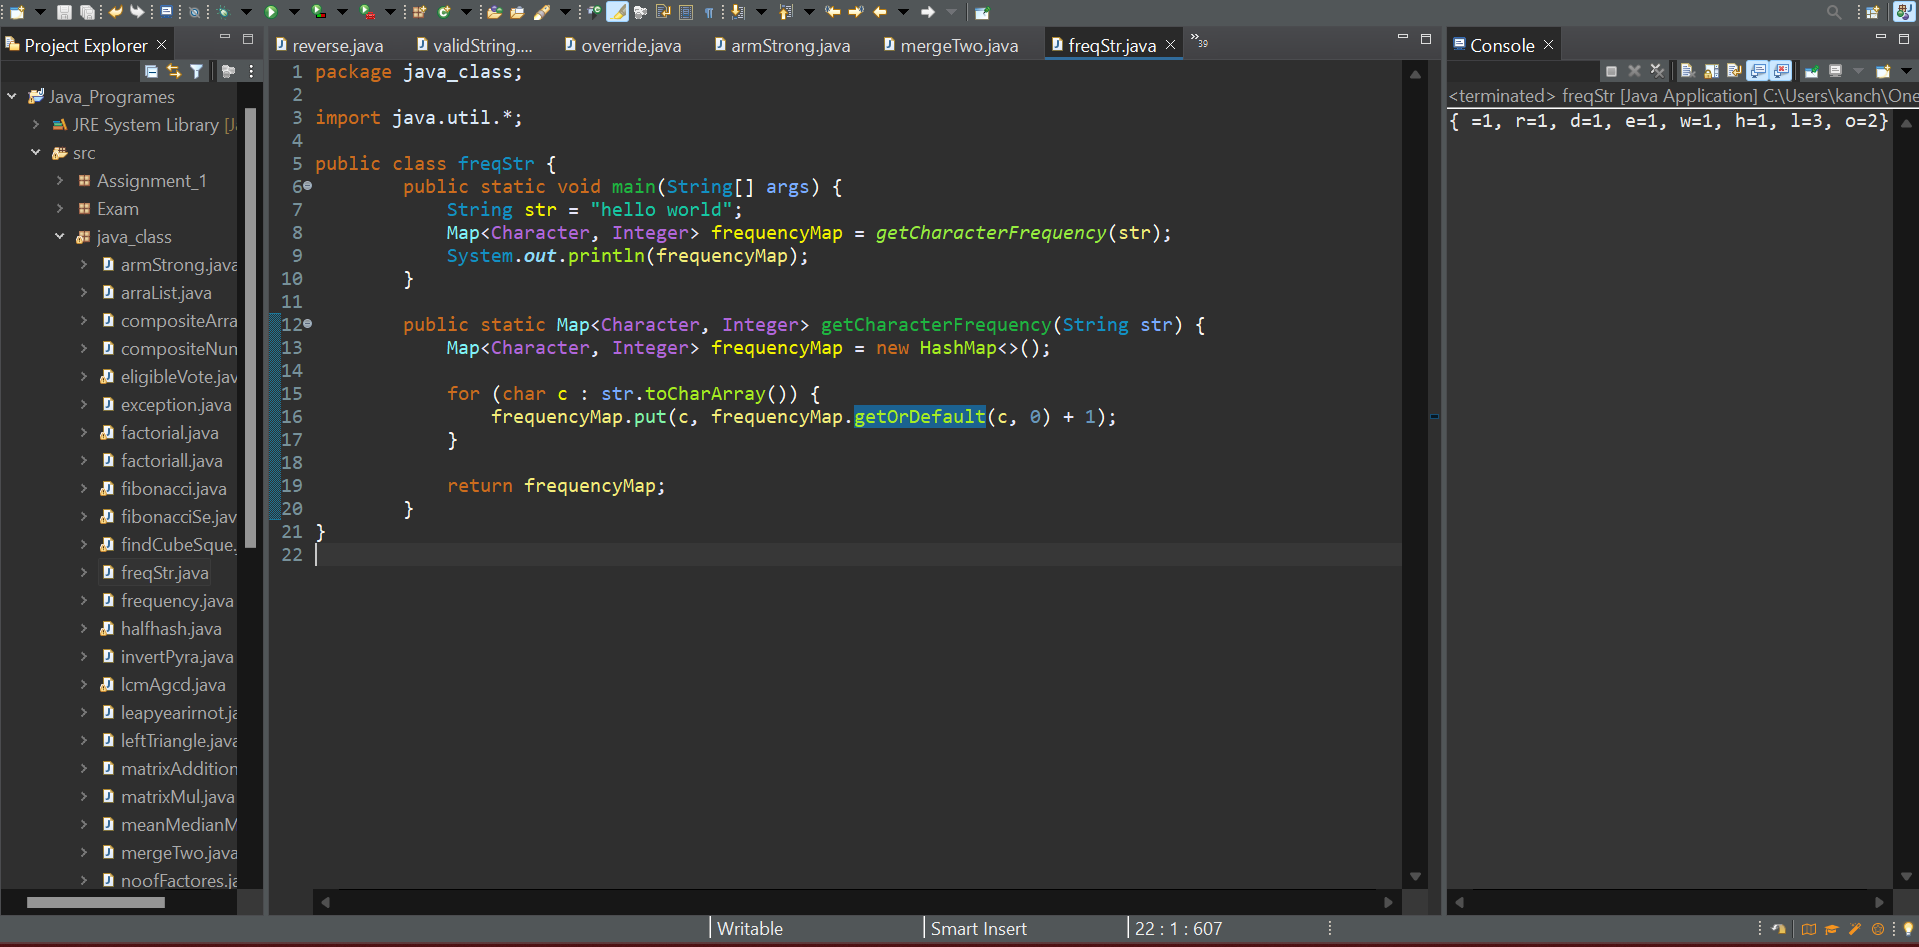 Project Explorer
reverse.java validString.... override.java armStrong.java mergeTwo.java freqStr.java 39
Console
<terminated> freqStr [Java Application] C:\Users\kanch\One
{ =1, r=1, d=1, e=1, w=1, h=1, l=3, o=2}
Java_Programes
JRE System Library [Ja
src
Assignment_1
Exam
java_class
armStrong.java
arraList.java
compositeArra
compositeNun
eligibleVote.jav
exception.java
factorial.java
factoriall.java
fibonacci.java
fibonacciSe.jav
findCubeSque.
freqStr.java
frequency.java
halfhash.java
invertPyra.java
lcmAgcd.java
leapyearirnot.ja
leftTriangle.java
matrixAddition
matrixMul.java
meanMedianM
mergeTwo.java
noofFactores.ja
1 package java_class;
2
3 import java.util.*;
4
5 public class freqStr {
6 public static void main(String[] args) {
7 String str = "hello world";
8 Map<Character, Integer> frequencyMap = getCharacterFrequency(str);
9 System.out.println(frequencyMap);
10 }
11
12 public static Map<Character, Integer> getCharacterFrequency(String str) {
13 Map<Character, Integer> frequencyMap = new HashMap<>();
14
15 for (char c : str.toCharArray()) {
16 frequencyMap.put(c, frequencyMap.getOrDefault(c, 0) + 1);
17 }
18
19 return frequencyMap;
20 }
21 }
22
Writable Smart Insert 22 : 1 : 607